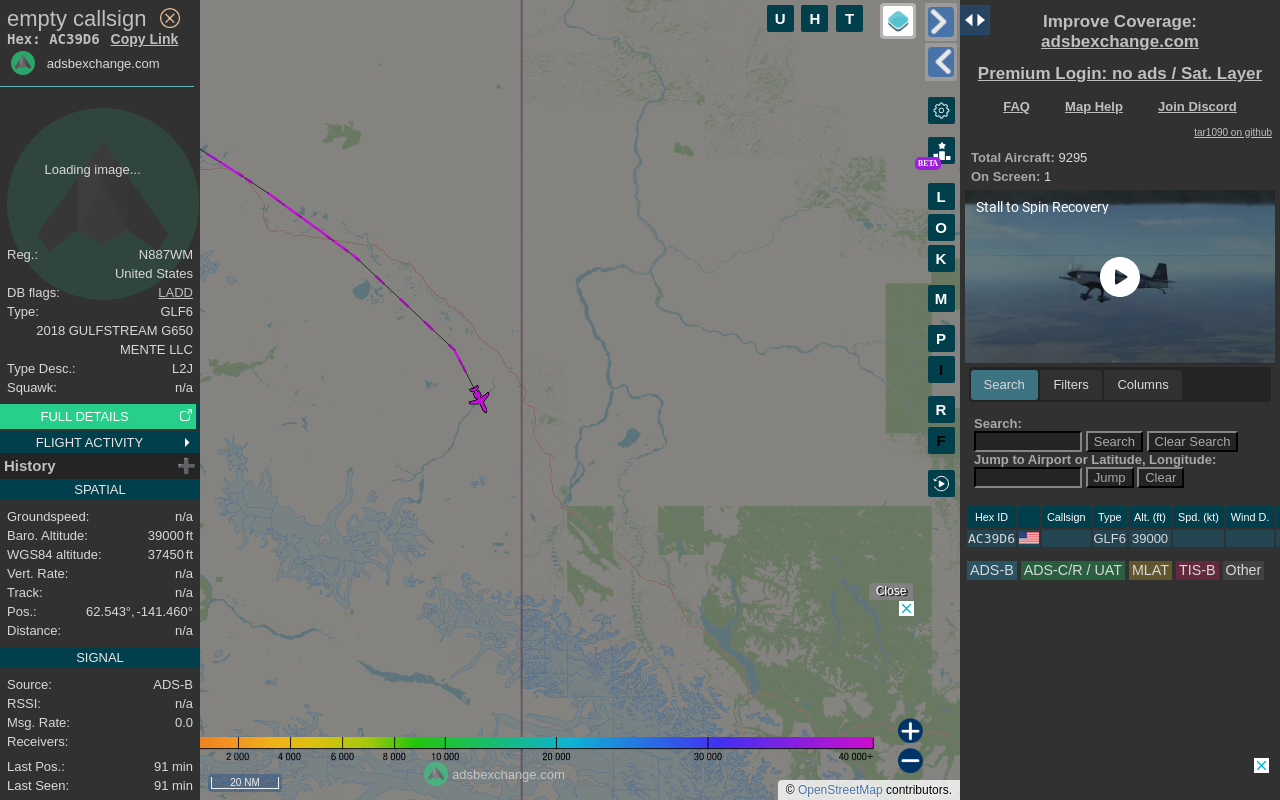 empty callsign
Hex: AC39D6 Copy Link
adsbexchange.com
Loading image...
Reg.: N887WM
United States
DB flags: LADD
Type: GLF6
2018 GULFSTREAM G650
MENTE LLC
Type Desc.: L2J
Squawk: n/a
FULL DETAILS
FLIGHT ACTIVITY
History
SPATIAL
Groundspeed: n/a
Baro. Altitude: 39000 ft
WGS84 altitude: 37450 ft
Vert. Rate: n/a
Track: n/a
Pos.: 62.543°, -141.460°
Distance: n/a
SIGNAL
Source: ADS-B
RSSI: n/a
Msg. Rate: 0.0
Receivers:
Last Pos.: 91 min
Last Seen: 91 min
U H T
BETA
L
O
K
M
P
I
R
F
Close
2 000 4 000 6 000 8 000 10 000 20 000 30 000 40 000+
adsbexchange.com
20 NM
© OpenStreetMap contributors.
Improve Coverage:
adsbexchange.com
Premium Login: no ads / Sat. Layer
FAQ Map Help Join Discord
tar1090 on github
Total Aircraft: 9295
On Screen: 1
Stall to Spin Recovery
Search Filters Columns
Search:
Search Clear Search
Jump to Airport or Latitude, Longitude:
Jump Clear
Hex ID Callsign Type Alt. (ft) Spd. (kt) Wind D.
AC39D6 GLF6 39000
ADS-B ADS-C/R / UAT MLAT TIS-B Other